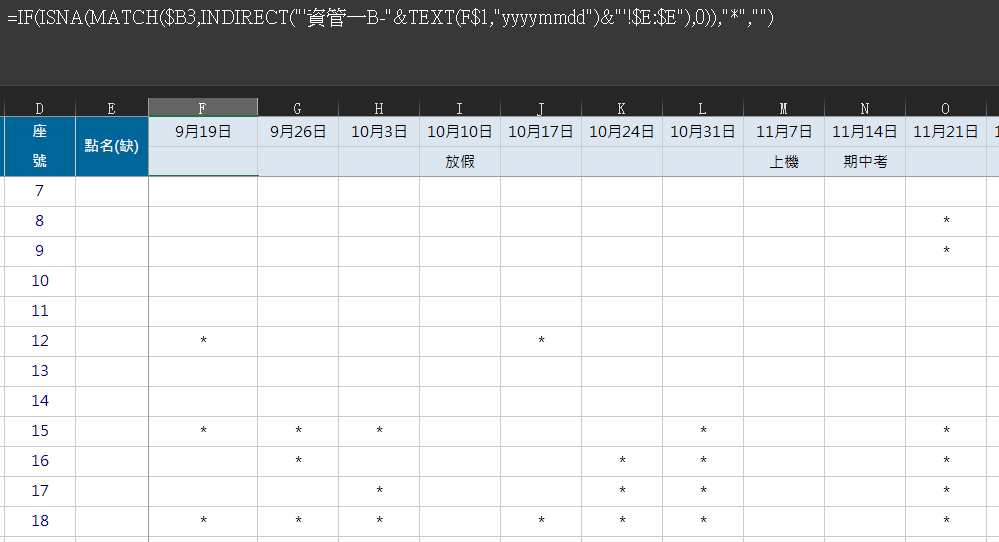 =IF(ISNA(MATCH($B3,INDIRECT("'資管一B-"&TEXT(F$1,"yyyymmdd")&"'!$E:$E"),0)),"*","")
D E F G H I J K L M N O
座號 點名(缺) 9月19日 9月26日 10月3日 10月10日 10月17日 10月24日 10月31日 11月7日 11月14日 11月21日 1
放假 上機 期中考
7
8 *
9 *
10
11
12 * *
13
14
15 * * * * *
16 * * * *
17 * * * *
18 * * * * * * *